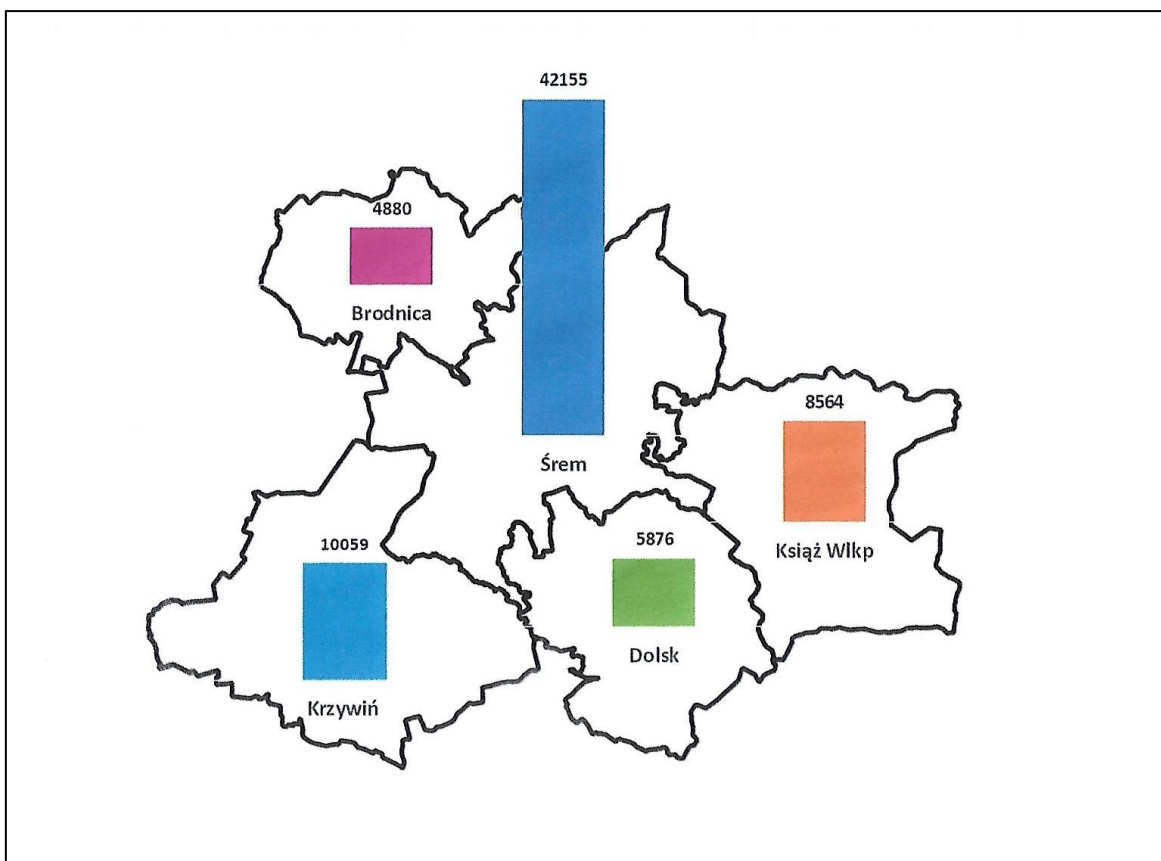 42155
4880
Brodnica
8564
Śrem
Książ Wlkp
10059
5876
Dolsk
Krzywiń